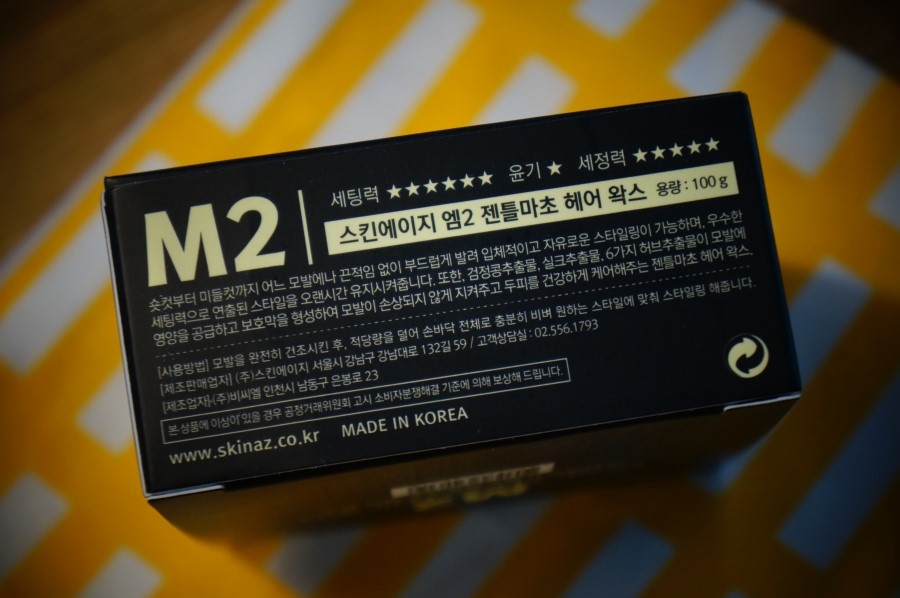 M2
세팅력 ★★★★★★ 윤기 ★ 세정력 ★★★★★
스킨에이지 엠2 젠틀마초 헤어 왁스 용량 : 100 g
숏컷부터 미들컷까지 어느 모발에나 끈적임 없이 부드럽게 발려 입체적이고 자유로운 스타일링이 가능하며, 우수한
세팅력으로 연출된 스타일을 오랜시간 유지시켜줍니다. 또한, 검정콩추출물, 실크추출물, 6가지 허브추출물이 모발에
영양을 공급하고 보호막을 형성하여 모발이 손상되지 않게 지켜주고 두피를 건강하게 케어해주는 젠틀마초 헤어 왁스.
[사용방법] 모발을 완전히 건조시킨 후, 적당량을 덜어 손바닥 전체로 충분히 비벼 원하는 스타일에 맞춰 스타일링 해줍니다.
[제조판매업자] (주)스킨에이지 서울시 강남구 강남대로 132길 59 / 고객상담실 : 02.556.1793
[제조업자] (주)비씨엘 인천시 남동구 은봉로 23
본 상품에 이상이 있을 경우 공정거래위원회 고시 소비자분쟁해결 기준에 의해 보상해 드립니다.
www.skinaz.co.kr MADE IN KOREA